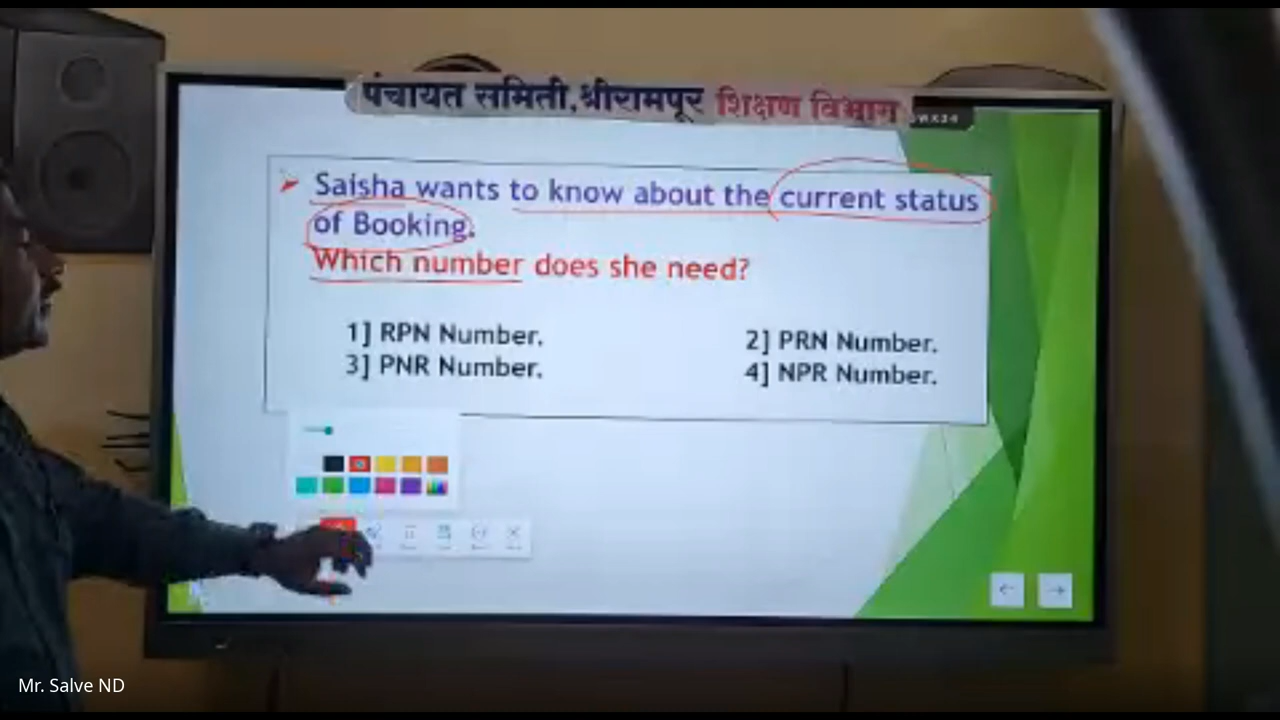 पंचायत समिती,श्रीरामपूर शिक्षण विभाग
Saisha wants to know about the current status
of Booking.
Which number does she need?
1] RPN Number.
2] PRN Number.
3] PNR Number.
4] NPR Number.
Mr. Salve ND